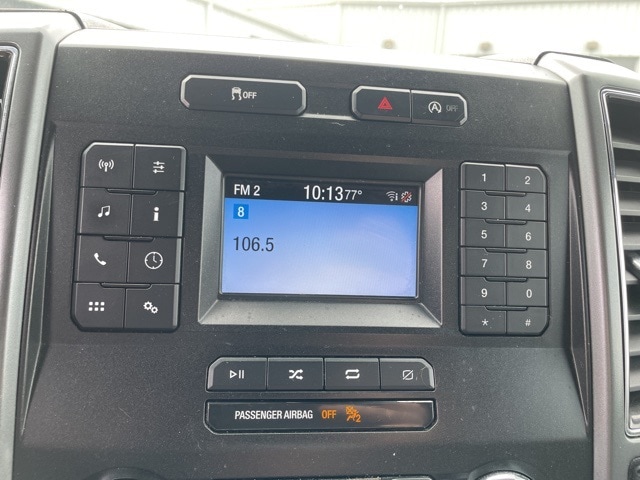 OFF
A OFF
FM 2 10:13 77°
8
106.5
1 2
3 4
5 6
7 8
9 0
* #
i
PASSENGER AIRBAG OFF 2